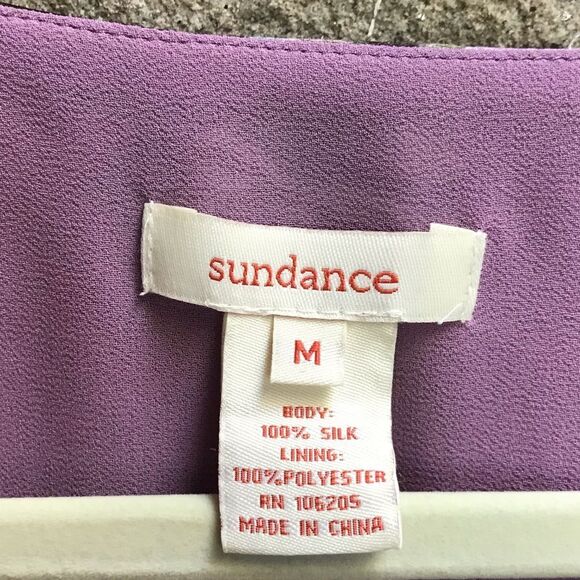 sundance
M
BODY:
100% SILK
LINING:
100%POLYESTER
RN 106205
MADE IN CHINA